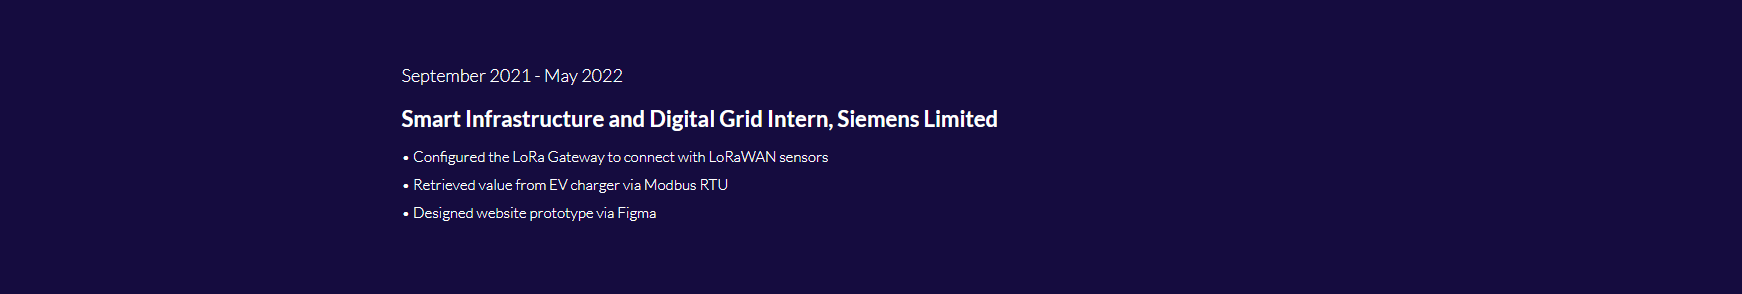 September 2021 - May 2022
Smart Infrastructure and Digital Grid Intern, Siemens Limited
• Configured the LoRa Gateway to connect with LoRaWAN sensors
• Retrieved value from EV charger via Modbus RTU
• Designed website prototype via Figma